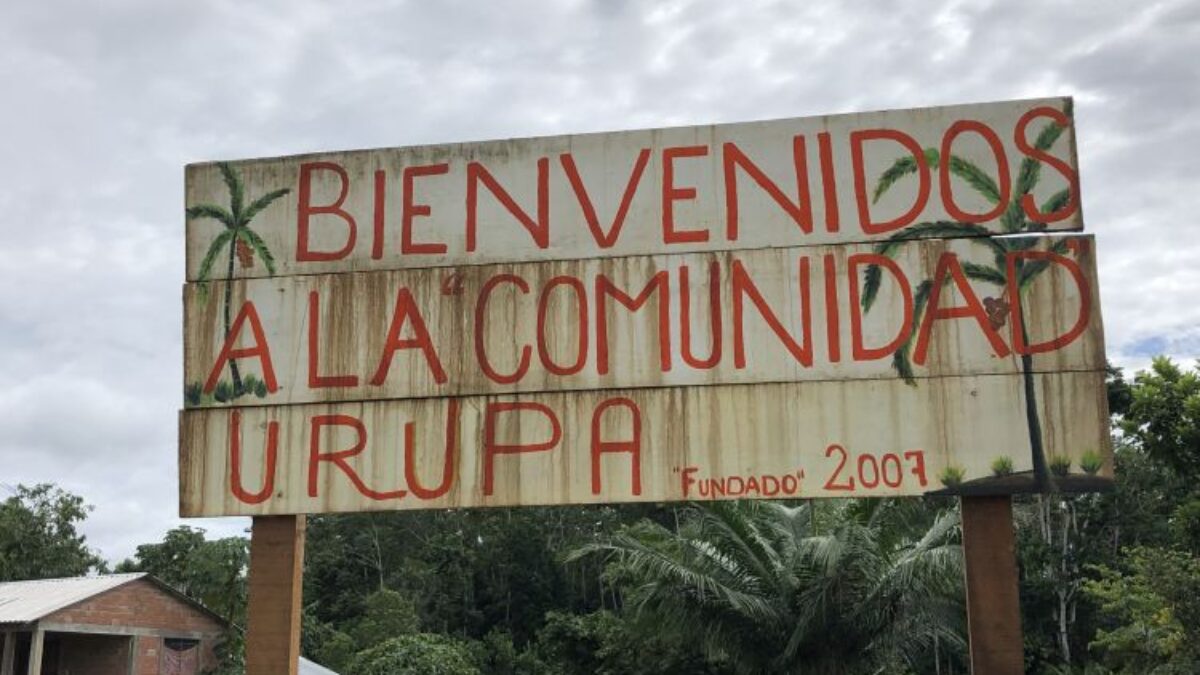 BIENVENIDOS
A LA "COMUNIDAD"
URUPA "FUNDADO" 2007